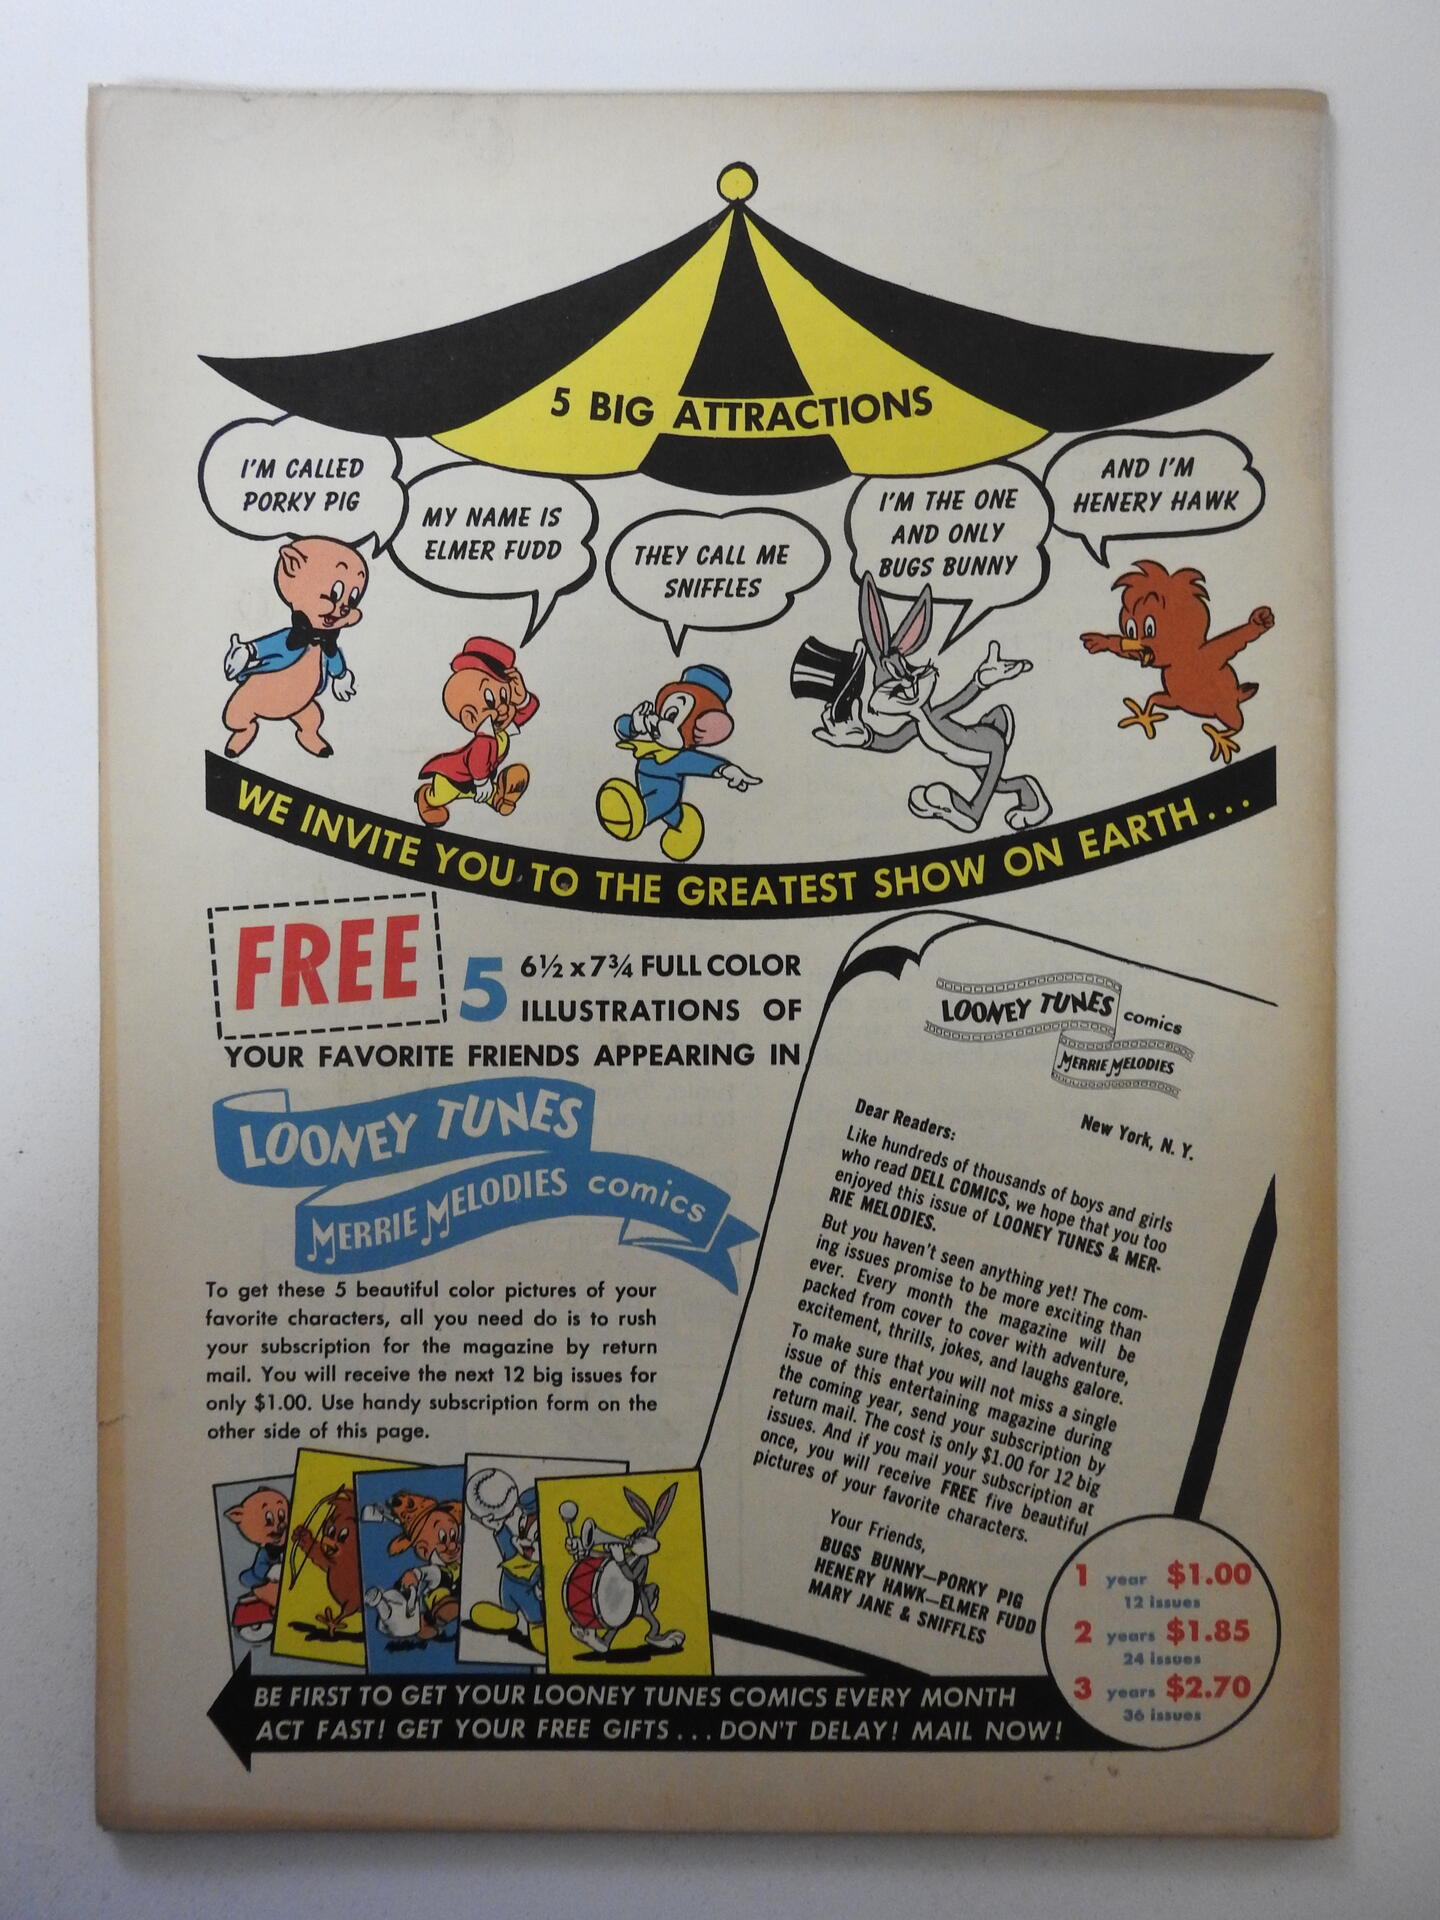 5 BIG ATTRACTIONS
I'M CALLED
PORKY PIG
MY NAME IS
ELMER FUDD
THEY CALL ME
SNIFFLES
I'M THE ONE
AND ONLY
BUGS BUNNY
AND I'M
HENERY HAWK
WE INVITE YOU TO THE GREATEST SHOW ON EARTH...
FREE
5 6½ x 7¾ FULL COLOR
ILLUSTRATIONS OF
YOUR FAVORITE FRIENDS APPEARING IN
LOONEY TUNES
MERRIE MELODIES comics
To get these 5 beautiful color pictures of your
favorite characters, all you need do is to rush
your subscription for the magazine by return
mail. You will receive the next 12 big issues for
only $1.00. Use handy subscription form on the
other side of this page.
LOONEY TUNES comics
MERRIE MELODIES
New York, N. Y.
Dear Readers:
Like hundreds of thousands of boys and girls
who read DELL COMICS, we hope that you too
enjoyed this issue of LOONEY TUNES & MER-
RIE MELODIES.
But you haven't seen anything yet! The com-
ing issues promise to be more exciting than
ever. Every month the magazine will be
packed from cover to cover with adventure,
excitement, thrills, jokes, and laughs galore.
To make sure that you will not miss a single
issue of this entertaining magazine during
the coming year, send your subscription by
return mail. The cost is only $1.00 for 12 big
issues. And if you mail your subscription at
once, you will receive FREE five beautiful
pictures of your favorite characters.
Your Friends,
BUGS BUNNY—PORKY PIG
HENERY HAWK—ELMER FUDD
MARY JANE & SNIFFLES
1 year $1.00
12 issues
2 years $1.85
24 issues
3 years $2.70
36 issues
BE FIRST TO GET YOUR LOONEY TUNES COMICS EVERY MONTH
ACT FAST! GET YOUR FREE GIFTS...DON'T DELAY! MAIL NOW!